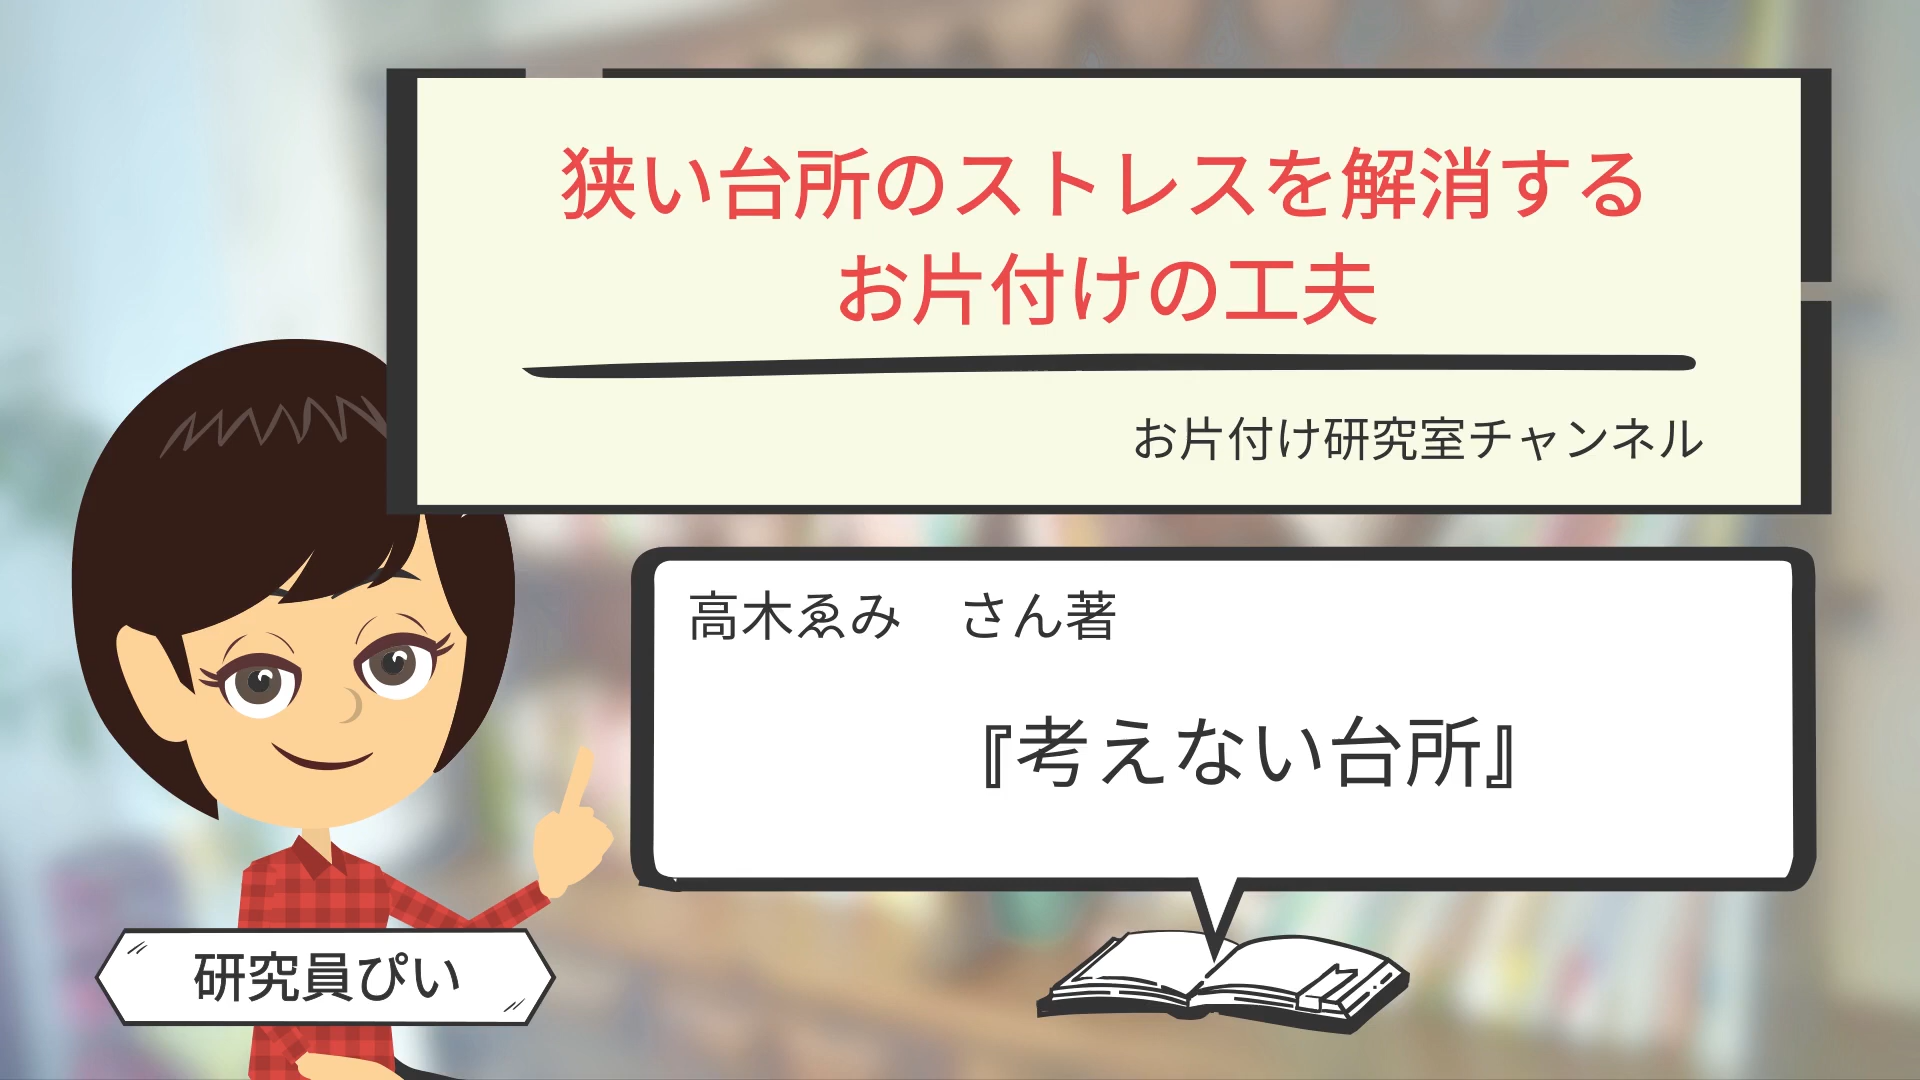 狭い台所のストレスを解消する
お片付けの工夫
お片付け研究室チャンネル
高木ゑみ　さん著
『考えない台所』
研究員ぴい